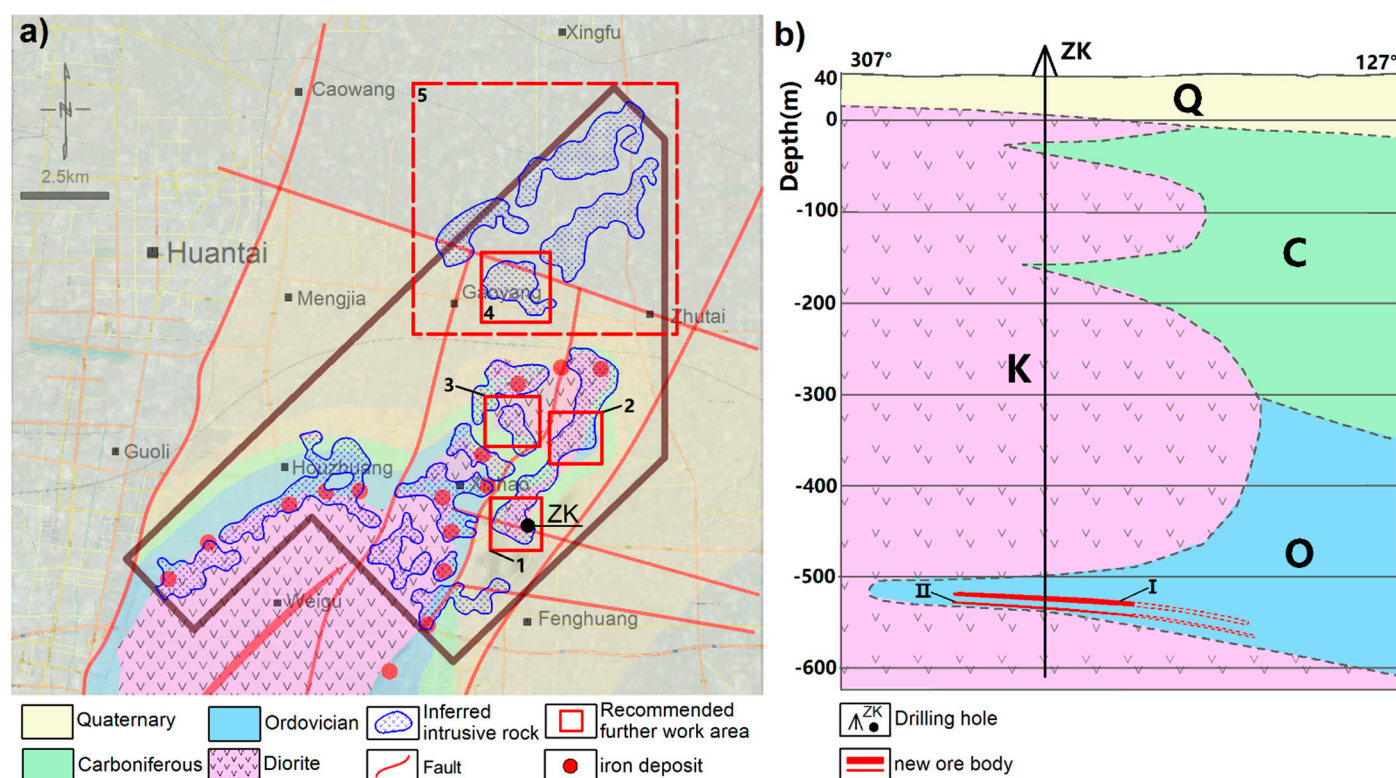 a)
Xingfu
Caowang
N
5
2.5km
Huantai
Mengjia
Gaoyang
4
Zhutai
3
2
Guoli
Houzhuang
ZK
1
Weigu
Fenghuang
b)
307°
ZK
127°
40
Q
0
Depth(m)
-100
C
-200
K
-300
-400
O
-500
I
II
-600
Quaternary
Ordovician
Inferred
intrusive rock
Recommended
further work area
Carboniferous
Diorite
Fault
iron deposit
ZK
Drilling hole
new ore body